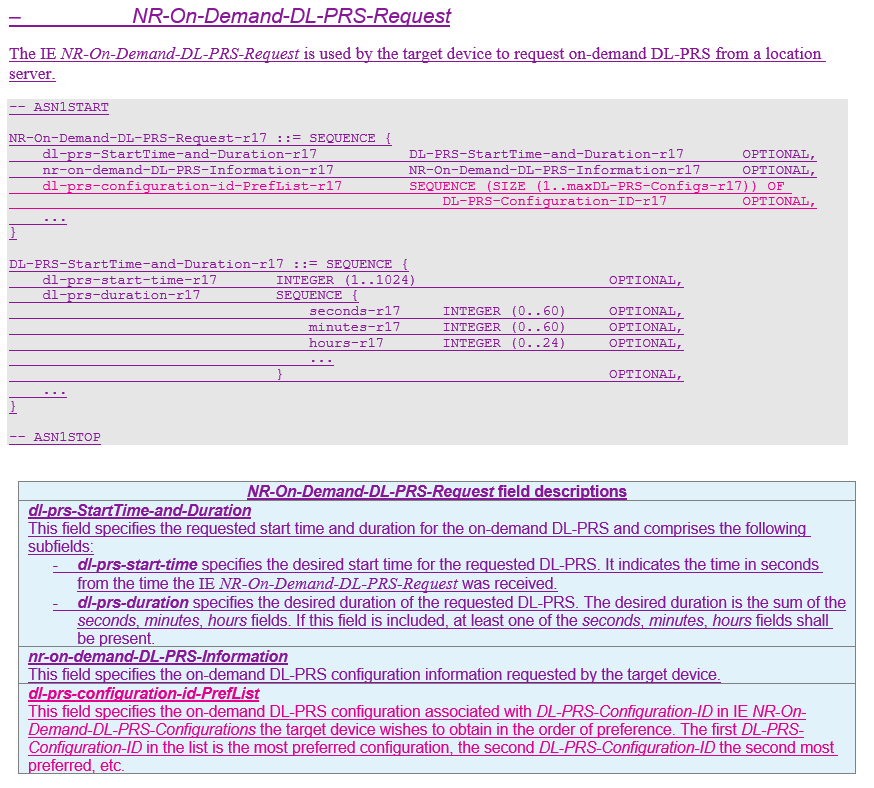 – NR-On-Demand-DL-PRS-Request
The IE NR-On-Demand-DL-PRS-Request is used by the target device to request on-demand DL-PRS from a location
server.
-- ASN1START
NR-On-Demand-DL-PRS-Request-r17 ::= SEQUENCE {
dl-prs-StartTime-and-Duration-r17 DL-PRS-StartTime-and-Duration-r17 OPTIONAL,
nr-on-demand-DL-PRS-Information-r17 NR-On-Demand-DL-PRS-Information-r17 OPTIONAL,
dl-prs-configuration-id-PrefList-r17 SEQUENCE (SIZE (1..maxDL-PRS-Configs-r17)) OF
DL-PRS-Configuration-ID-r17 OPTIONAL,
...
}
DL-PRS-StartTime-and-Duration-r17 ::= SEQUENCE {
dl-prs-start-time-r17 INTEGER (1..1024) OPTIONAL,
dl-prs-duration-r17 SEQUENCE {
seconds-r17 INTEGER (0..60) OPTIONAL,
minutes-r17 INTEGER (0..60) OPTIONAL,
hours-r17 INTEGER (0..24) OPTIONAL,
...
} OPTIONAL,
...
}
-- ASN1STOP
NR-On-Demand-DL-PRS-Request field descriptions
dl-prs-StartTime-and-Duration
This field specifies the requested start time and duration for the on-demand DL-PRS and comprises the following
subfields:
- dl-prs-start-time specifies the desired start time for the requested DL-PRS. It indicates the time in seconds
from the time the IE NR-On-Demand-DL-PRS-Request was received.
- dl-prs-duration specifies the desired duration of the requested DL-PRS. The desired duration is the sum of the
seconds, minutes, hours fields. If this field is included, at least one of the seconds, minutes, hours fields shall
be present.
nr-on-demand-DL-PRS-Information
This field specifies the on-demand DL-PRS configuration information requested by the target device.
dl-prs-configuration-id-PrefList
This field specifies the on-demand DL-PRS configuration associated with DL-PRS-Configuration-ID in IE NR-On-
Demand-DL-PRS-Configurations the target device wishes to obtain in the order of preference. The first DL-PRS-
Configuration-ID in the list is the most preferred configuration, the second DL-PRS-Configuration-ID the second most
preferred, etc.